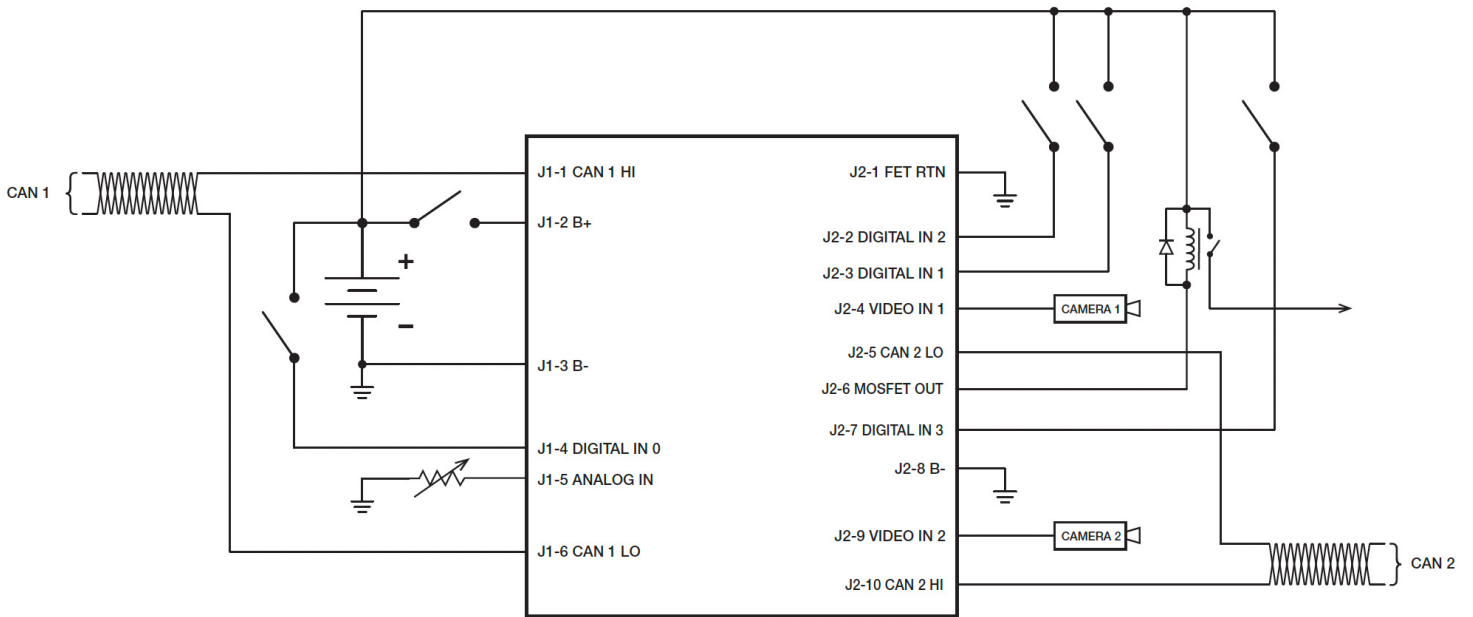 CAN 1
J1-1 CAN 1 HI
J1-2 B+
+
−
J1-3 B-
J1-4 DIGITAL IN 0
J1-5 ANALOG IN
J1-6 CAN 1 LO
J2-1 FET RTN
J2-2 DIGITAL IN 2
J2-3 DIGITAL IN 1
J2-4 VIDEO IN 1
CAMERA 1
J2-5 CAN 2 LO
J2-6 MOSFET OUT
J2-7 DIGITAL IN 3
J2-8 B-
J2-9 VIDEO IN 2
CAMERA 2
J2-10 CAN 2 HI
CAN 2